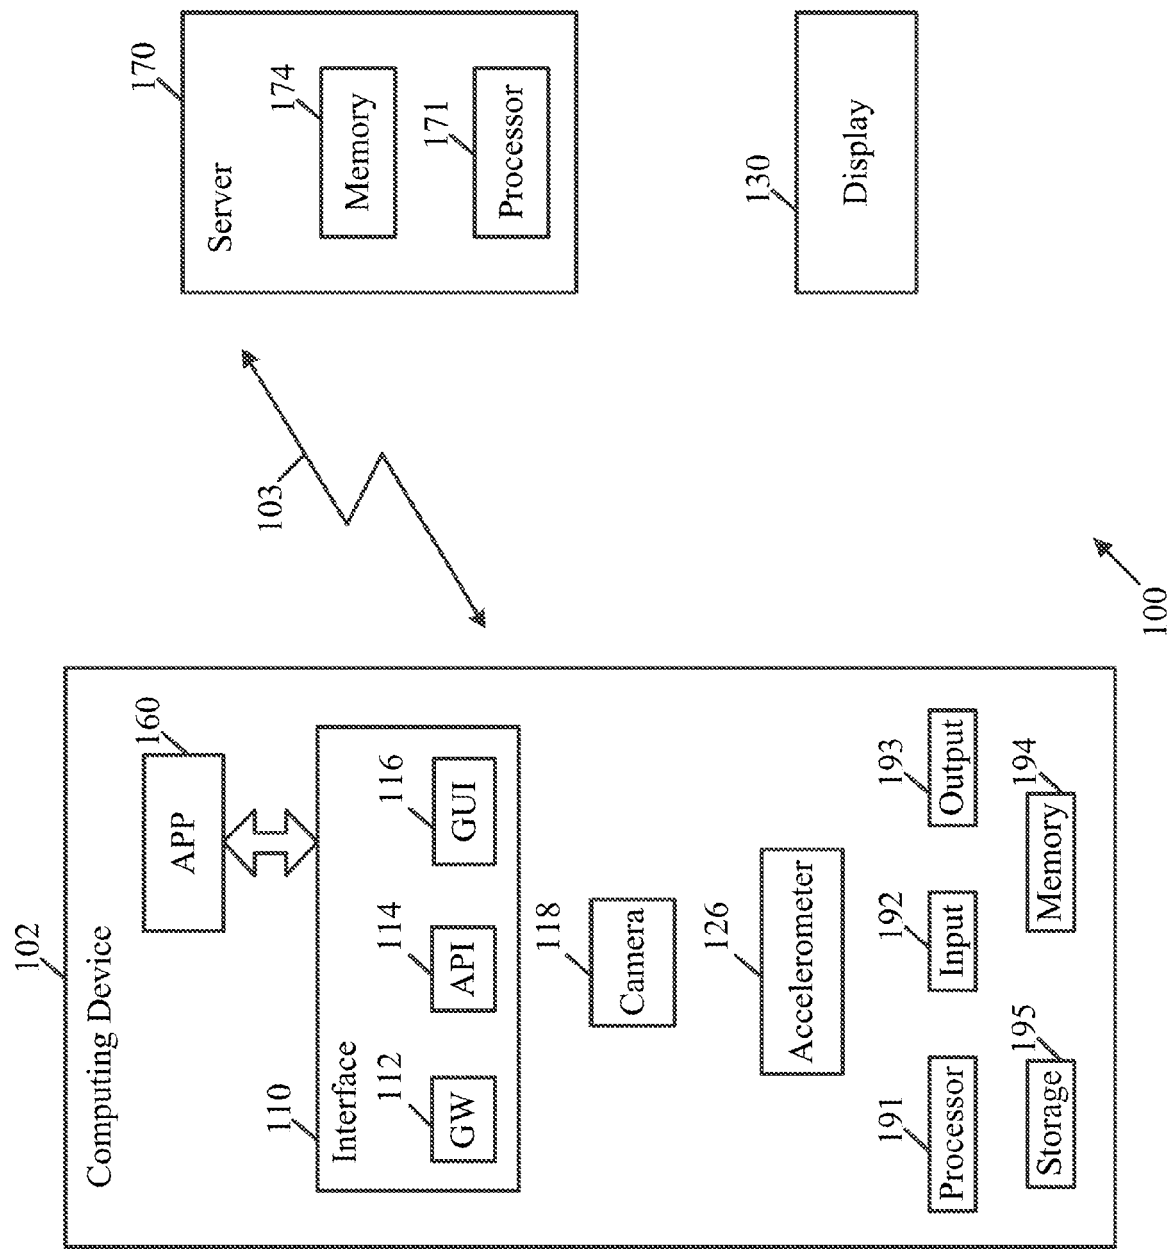 102
Computing Device
160
APP
110
Interface
112
GW
114
API
116
GUI
118
Camera
126
Accelerometer
191
Processor
192
Input
193
Output
195
Storage
194
Memory
103
170
Server
174
Memory
171
Processor
130
Display
100